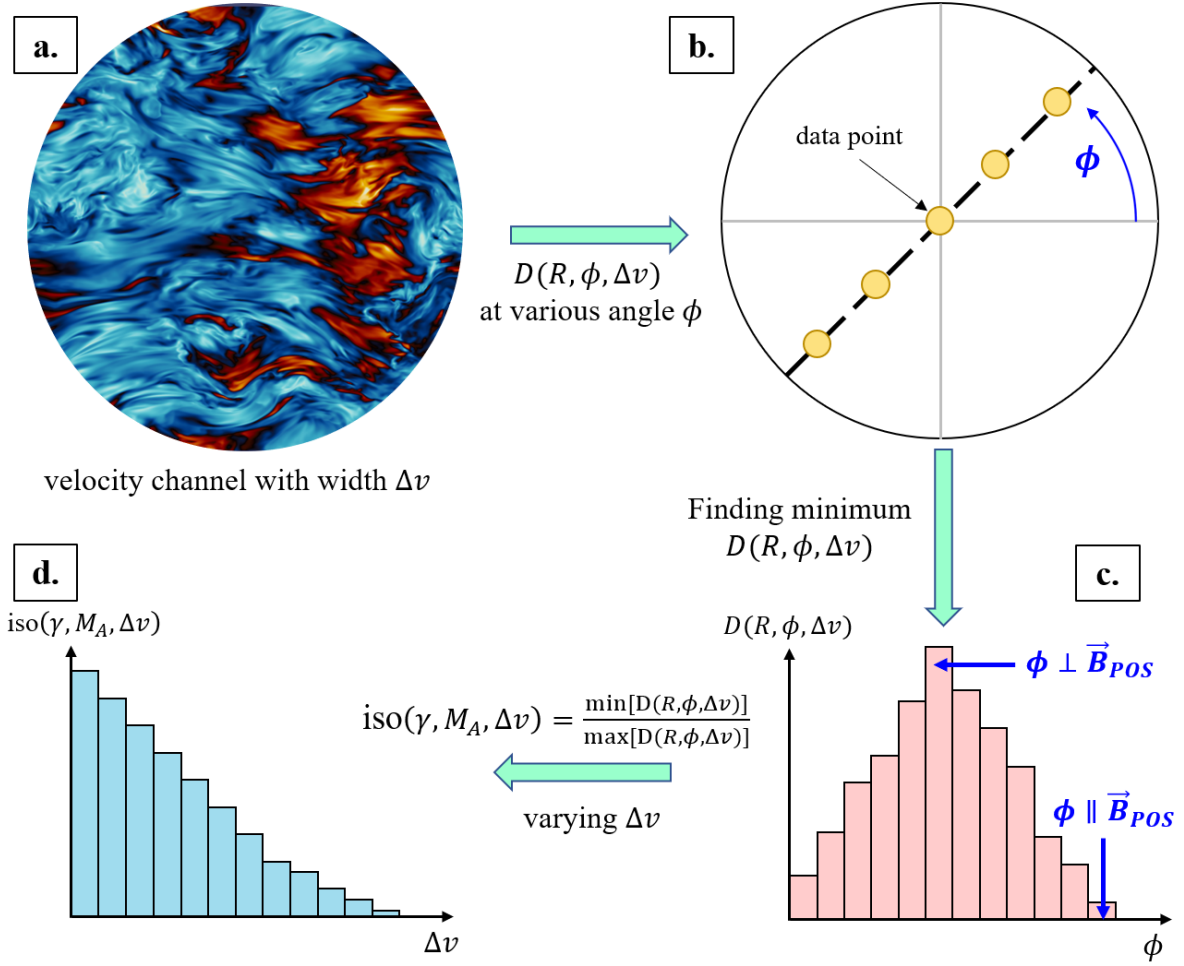 a.
velocity channel with width Δv
D(R, ϕ, Δv)
at various angle ϕ
b.
data point
ϕ
Finding minimum
D(R, ϕ, Δv)
c.
D(R, ϕ, Δv)
ϕ ⊥ B⃗_POS
ϕ ∥ B⃗_POS
ϕ
iso(γ, M_A, Δv) = min[D(R,ϕ,Δv)] / max[D(R,ϕ,Δv)]
varying Δv
d.
iso(γ, M_A, Δv)
Δv